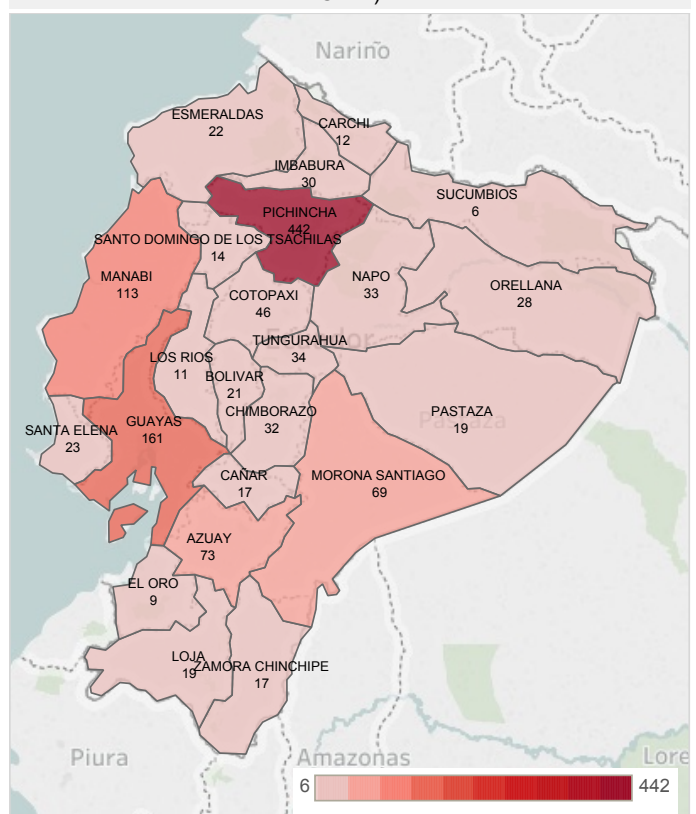 Nariño
ESMERALDAS
22
CARCHI
12
IMBABURA
30
SUCUMBIOS
6
PICHINCHA
442
SANTO DOMINGO DE LOS TSACHILAS
14
MANABI
113
NAPO
33
ORELLANA
28
COTOPAXI
46
Ecuador
TUNGURAHUA
34
LOS RIOS
11
BOLIVAR
21
CHIMBORAZO
32
PASTAZA
19
Pastaza
SANTA ELENA
23
GUAYAS
161
CAÑAR
17
MORONA SANTIAGO
69
AZUAY
73
EL ORO
9
LOJA
19
ZAMORA CHINCHIPE
17
Piura
Amazonas
Lore
6
442